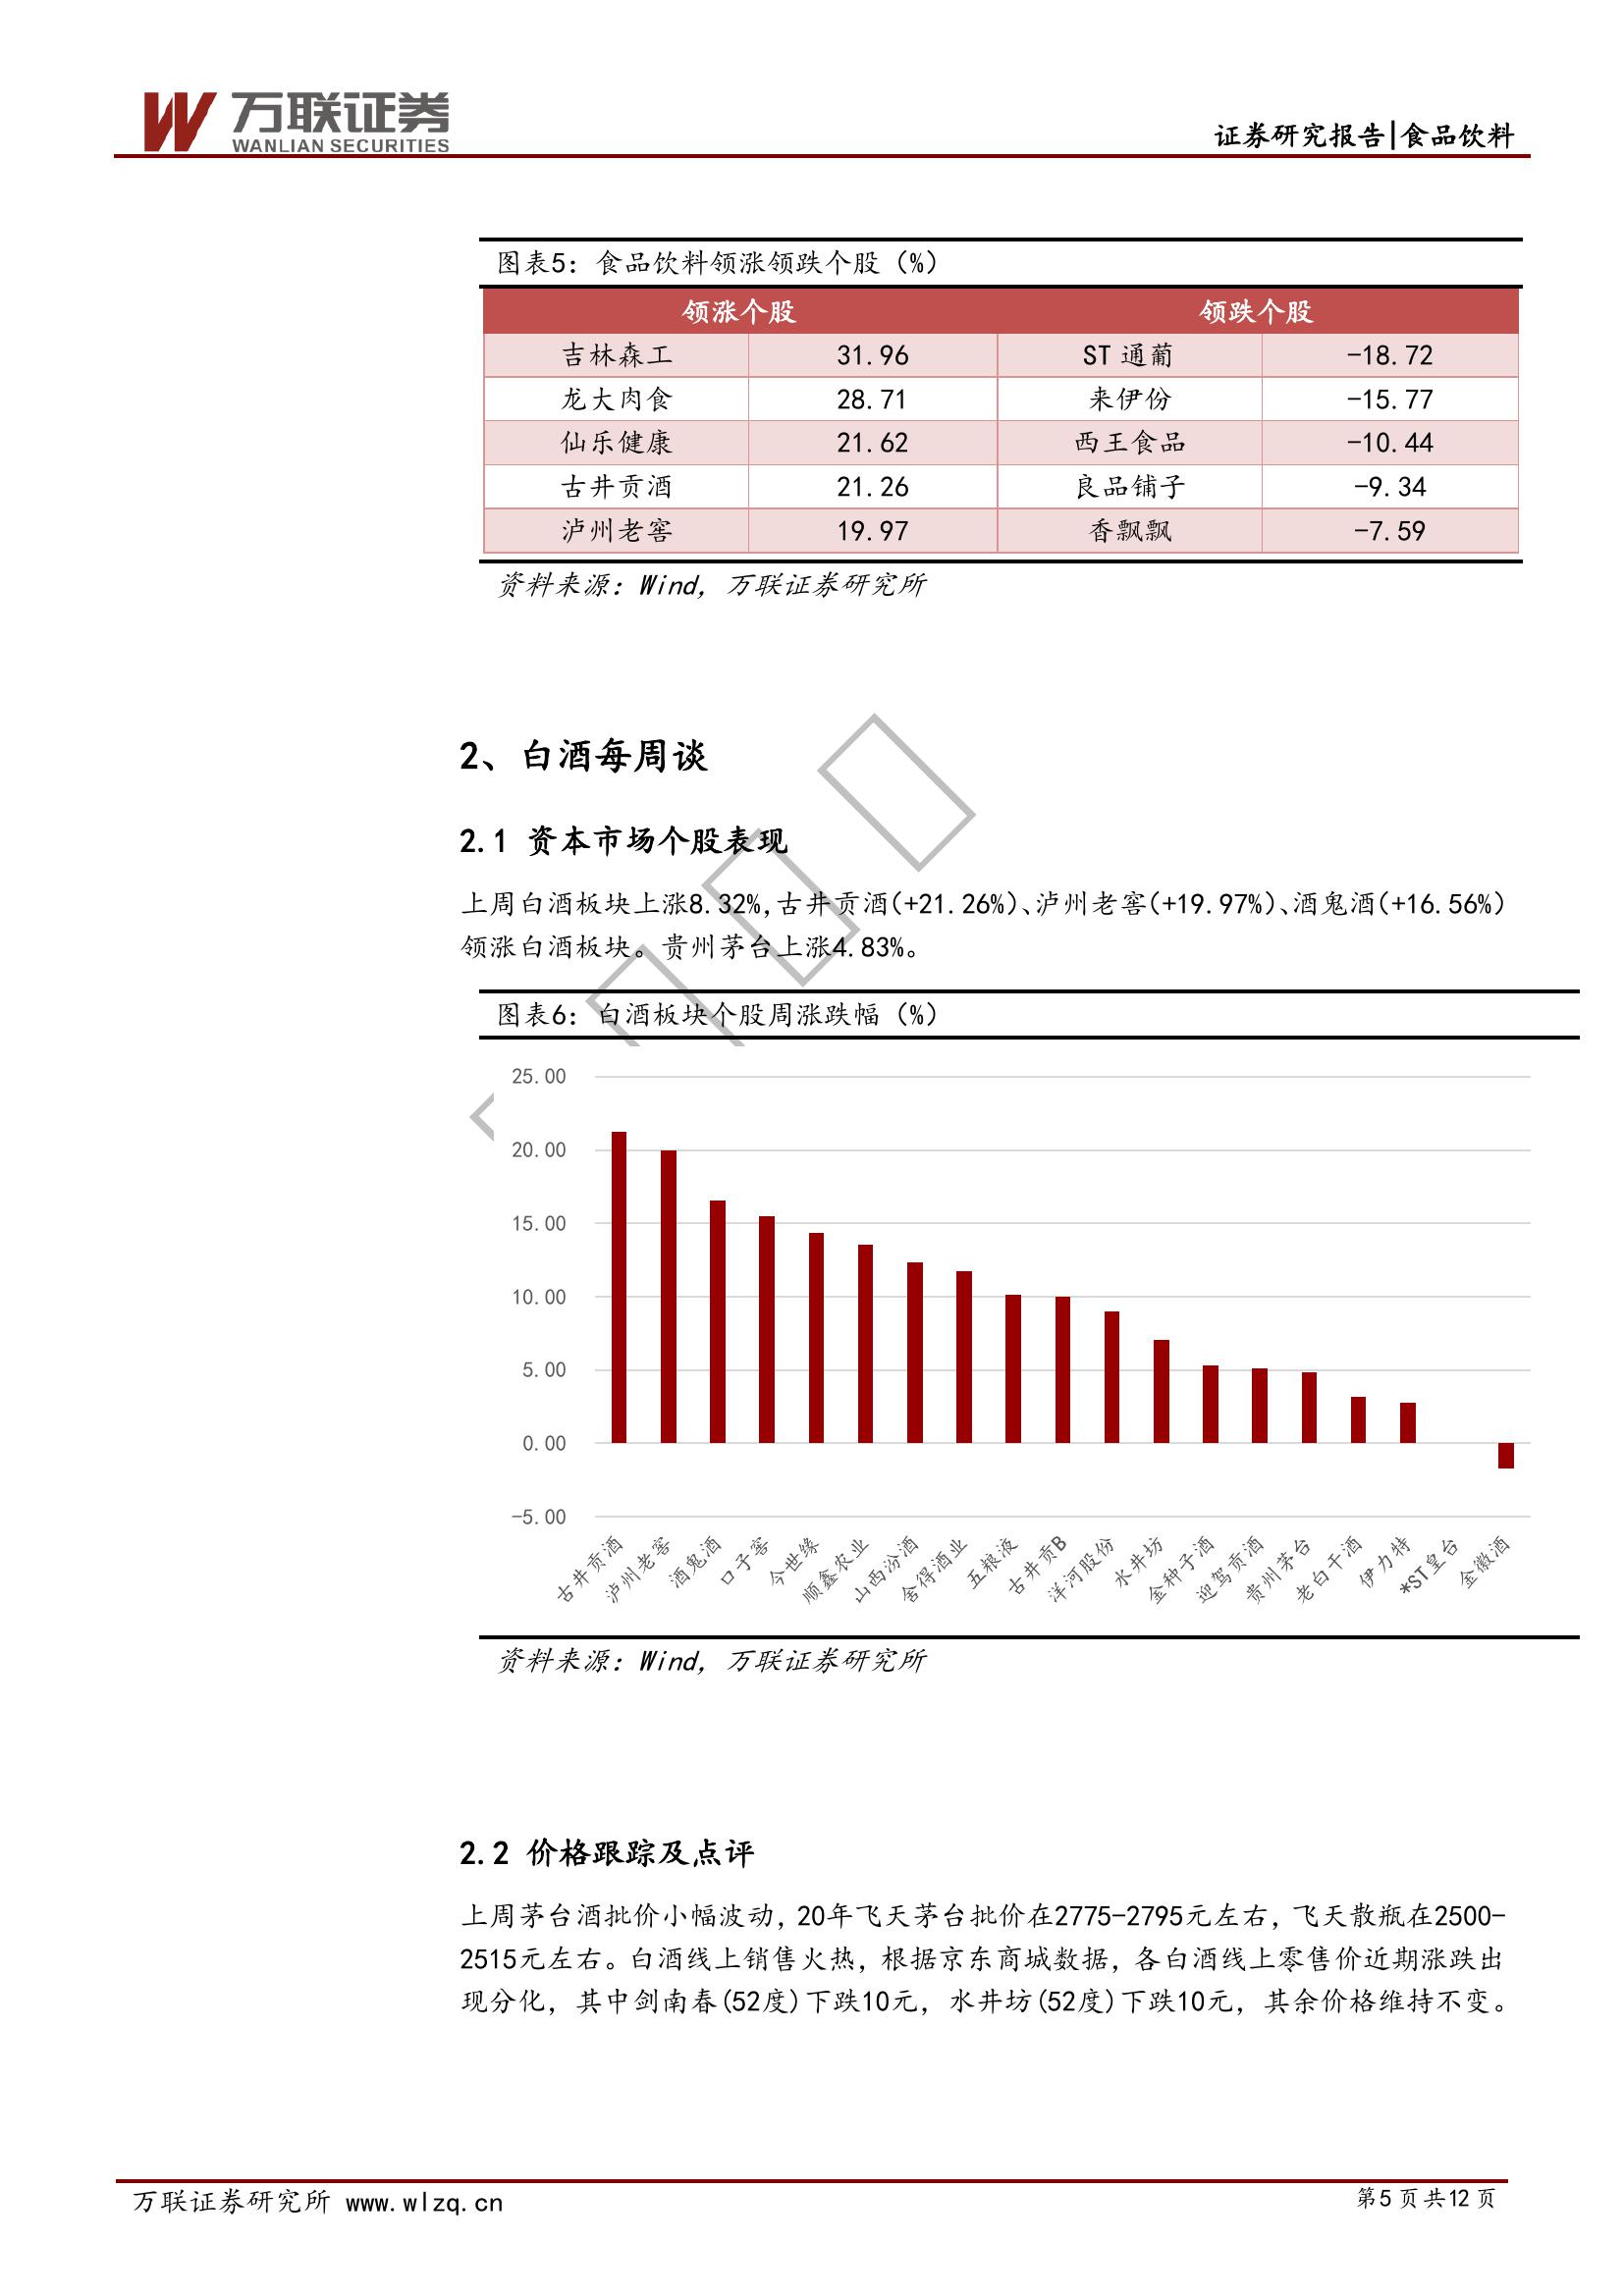 万联证券
WANLIAN SECURITIES
证券研究报告|食品饮料
图表5：食品饮料领涨领跌个股（%）
领涨个股 领跌个股
吉林森工 31.96 ST 通葡 -18.72
龙大肉食 28.71 来伊份 -15.77
仙乐健康 21.62 西王食品 -10.44
古井贡酒 21.26 良品铺子 -9.34
泸州老窖 19.97 香飘飘 -7.59
资料来源：Wind，万联证券研究所
2、白酒每周谈
2.1 资本市场个股表现
上周白酒板块上涨8.32%,古井贡酒(+21.26%)、泸州老窖(+19.97%)、酒鬼酒(+16.56%)
领涨白酒板块。贵州茅台上涨4.83%。
图表6：白酒板块个股周涨跌幅（%）
25.00
20.00
15.00
10.00
5.00
0.00
-5.00
古井贡酒 泸州老窖 酒鬼酒 口子窖 今世缘 顺鑫农业 山西汾酒 舍得酒业 五粮液 古井贡B 洋河股份 水井坊 金种子酒 迎驾贡酒 贵州茅台 老白干酒 伊力特 *ST皇台 金徽酒
资料来源：Wind，万联证券研究所
2.2 价格跟踪及点评
上周茅台酒批价小幅波动，20年飞天茅台批价在2775-2795元左右，飞天散瓶在2500-
2515元左右。白酒线上销售火热，根据京东商城数据，各白酒线上零售价近期涨跌出
现分化，其中剑南春(52度)下跌10元，水井坊(52度)下跌10元，其余价格维持不变。
万联证券研究所 www.wlzq.cn 第5页共12页